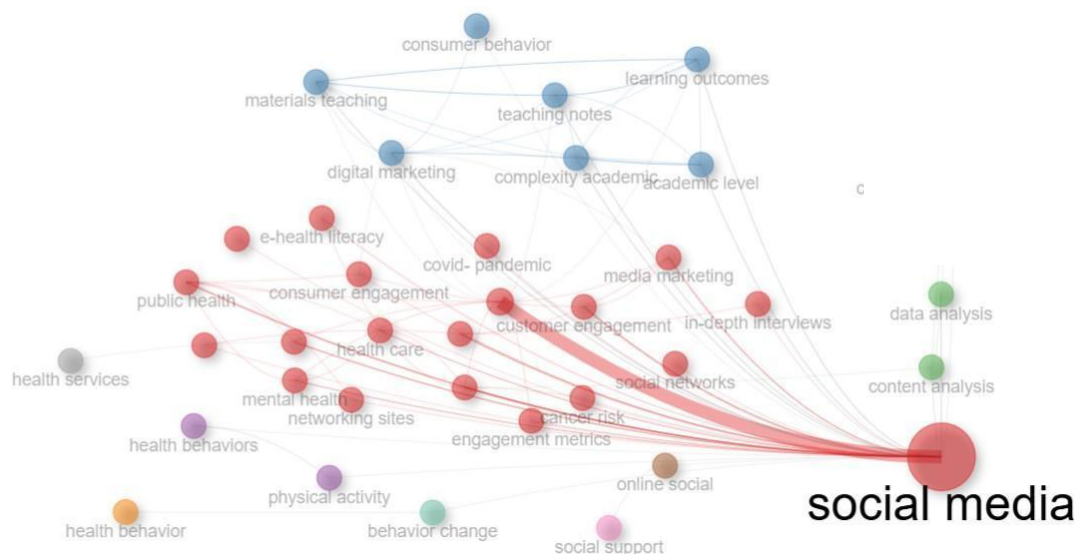 consumer behavior
learning outcomes
materials teaching
teaching notes
digital marketing
complexity academic
academic level
c
e-health literacy
covid- pandemic
media marketing
public health
consumer engagement
customer engagement
in-depth interviews
data analysis
health care
health services
social networks
content analysis
mental health
networking sites
cancer risk
engagement metrics
health behaviors
online social
physical activity
social media
health behavior
behavior change
social support